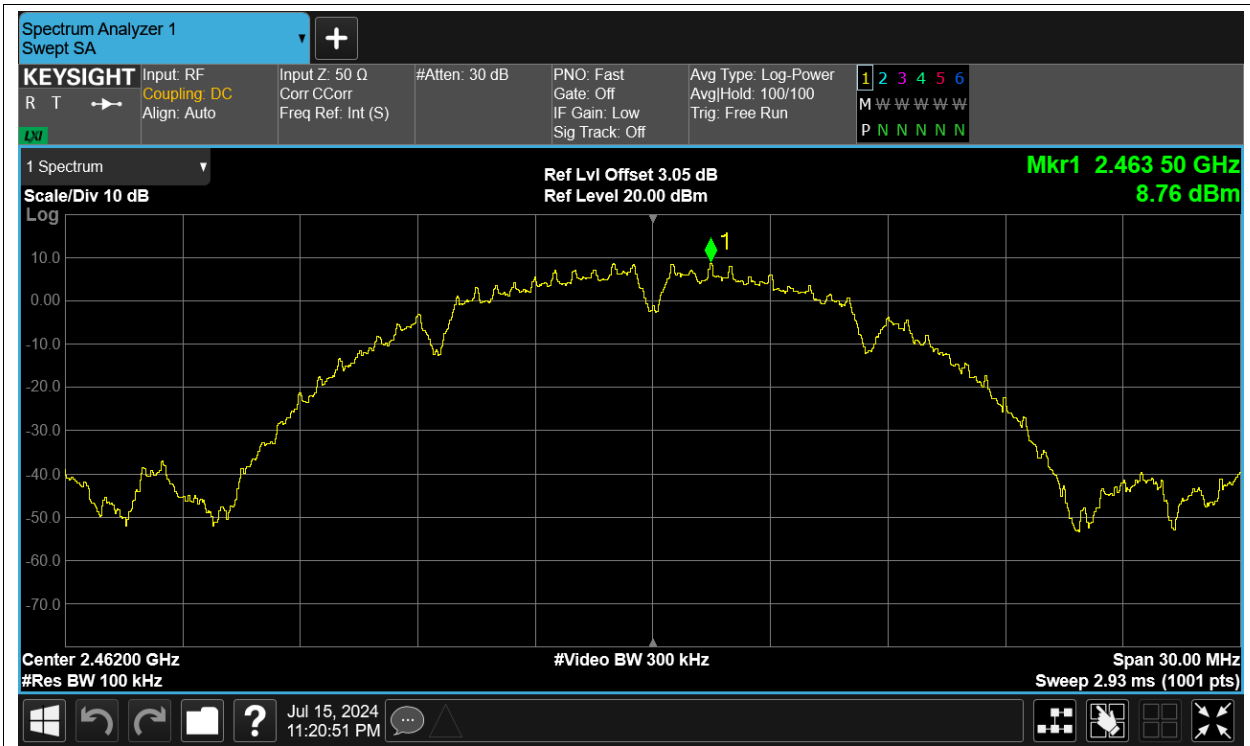 Spectrum Analyzer 1
Swept SA
KEYSIGHT
R T
LXI
Input: RF
Coupling: DC
Align: Auto
Input Z: 50 Ω
Corr CCorr
Freq Ref: Int (S)
#Atten: 30 dB
PNO: Fast
Gate: Off
IF Gain: Low
Sig Track: Off
Avg Type: Log-Power
Avg|Hold: 100/100
Trig: Free Run
1 2 3 4 5 6
M W W W W W
P N N N N N
1 Spectrum
Scale/Div 10 dB
Log
Ref Lvl Offset 3.05 dB
Ref Level 20.00 dBm
Mkr1 2.463 50 GHz
8.76 dBm
1
10.0
0.00
-10.0
-20.0
-30.0
-40.0
-50.0
-60.0
-70.0
Center 2.46200 GHz
#Res BW 100 kHz
#Video BW 300 kHz
Span 30.00 MHz
Sweep 2.93 ms (1001 pts)
?
Jul 15, 2024
11:20:51 PM